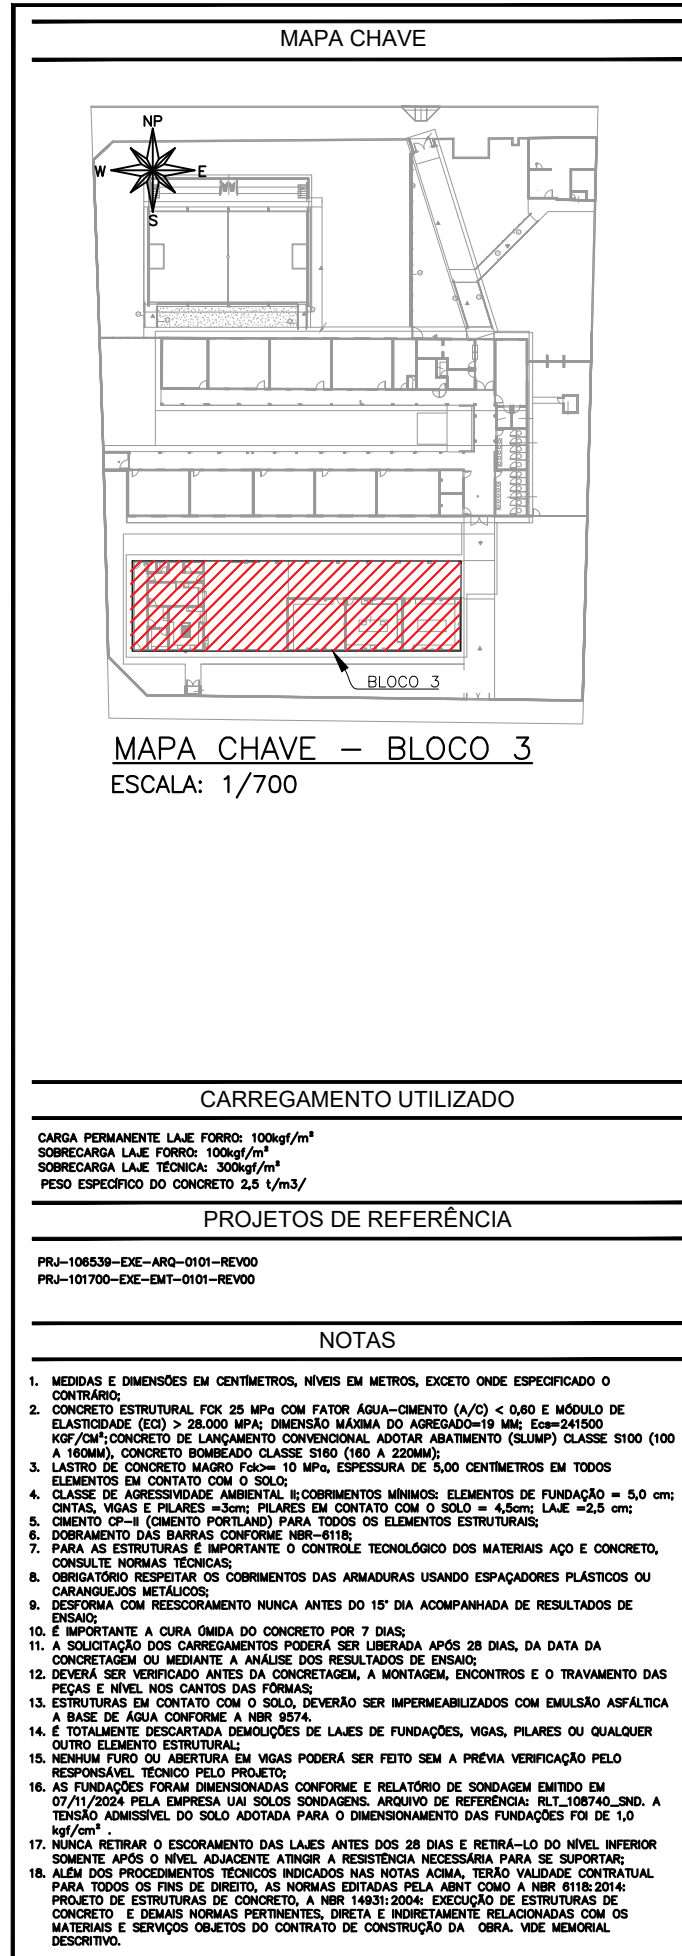 MAPA CHAVE
NP
W
E
S
BLOCO 3
MAPA CHAVE – BLOCO 3
ESCALA: 1/700
CARREGAMENTO UTILIZADO
CARGA PERMANENTE LAJE FORRO: 100kgf/m²
SOBRECARGA LAJE FORRO: 100kgf/m²
SOBRECARGA LAJE TÉCNICA: 300kgf/m²
PESO ESPECÍFICO DO CONCRETO 2,5 t/m3/
PROJETOS DE REFERÊNCIA
PRJ-106539-EXE-ARQ-0101-REV00
PRJ-101700-EXE-EMT-0101-REV00
NOTAS
1. MEDIDAS E DIMENSÕES EM CENTÍMETROS, NÍVEIS EM METROS, EXCETO ONDE ESPECIFICADO O
CONTRÁRIO;
2. CONCRETO ESTRUTURAL FCK 25 MPa COM FATOR ÁGUA-CIMENTO (A/C) < 0,60 E MÓDULO DE
ELASTICIDADE (ECI) > 28.000 MPA; DIMENSÃO MÁXIMA DO AGREGADO=19 MM; Ecs=241500
KGF/CM²;CONCRETO DE LANÇAMENTO CONVENCIONAL ADOTAR ABATIMENTO (SLUMP) CLASSE S100 (100
A 160MM), CONCRETO BOMBEADO CLASSE S160 (160 A 220MM);
3. LASTRO DE CONCRETO MAGRO Fck>= 10 MPa, ESPESSURA DE 5,00 CENTÍMETROS EM TODOS
ELEMENTOS EM CONTATO COM O SOLO;
4. CLASSE DE AGRESSIVIDADE AMBIENTAL II;COBRIMENTOS MÍNIMOS: ELEMENTOS DE FUNDAÇÃO = 5,0 cm;
CINTAS, VIGAS E PILARES =3cm; PILARES EM CONTATO COM O SOLO = 4,5cm; LAJE =2,5 cm;
5. CIMENTO CP-II (CIMENTO PORTLAND) PARA TODOS OS ELEMENTOS ESTRUTURAIS;
6. DOBRAMENTO DAS BARRAS CONFORME NBR-6118;
7. PARA AS ESTRUTURAS É IMPORTANTE O CONTROLE TECNOLÓGICO DOS MATERIAIS AÇO E CONCRETO,
CONSULTE NORMAS TÉCNICAS;
8. OBRIGATÓRIO RESPEITAR OS COBRIMENTOS DAS ARMADURAS USANDO ESPAÇADORES PLÁSTICOS OU
CARANGUEJOS METÁLICOS;
9. DESFORMA COM REESCORAMENTO NUNCA ANTES DO 15° DIA ACOMPANHADA DE RESULTADOS DE
ENSAIO;
10. É IMPORTANTE A CURA ÚMIDA DO CONCRETO POR 7 DIAS;
11. A SOLICITAÇÃO DOS CARREGAMENTOS PODERÁ SER LIBERADA APÓS 28 DIAS, DA DATA DA
CONCRETAGEM OU MEDIANTE A ANÁLISE DOS RESULTADOS DE ENSAIO;
12. DEVERÁ SER VERIFICADO ANTES DA CONCRETAGEM, A MONTAGEM, ENCONTROS E O TRAVAMENTO DAS
PEÇAS E NÍVEL NOS CANTOS DAS FÔRMAS;
13. ESTRUTURAS EM CONTATO COM O SOLO, DEVERÃO SER IMPERMEABILIZADOS COM EMULSÃO ASFÁLTICA
A BASE DE ÁGUA CONFORME A NBR 9574.
14. É TOTALMENTE DESCARTADA DEMOLIÇÕES DE LAJES DE FUNDAÇÕES, VIGAS, PILARES OU QUALQUER
OUTRO ELEMENTO ESTRUTURAL;
15. NENHUM FURO OU ABERTURA EM VIGAS PODERÁ SER FEITO SEM A PRÉVIA VERIFICAÇÃO PELO
RESPONSÁVEL TÉCNICO PELO PROJETO;
16. AS FUNDAÇÕES FORAM DIMENSIONADAS CONFORME E RELATÓRIO DE SONDAGEM EMITIDO EM
07/11/2024 PELA EMPRESA UAI SOLOS SONDAGENS. ARQUIVO DE REFERÊNCIA: RLT_108740_SND. A
TENSÃO ADMISSÍVEL DO SOLO ADOTADA PARA O DIMENSIONAMENTO DAS FUNDAÇÕES FOI DE 1,0
kgf/cm² .
17. NUNCA RETIRAR O ESCORAMENTO DAS LAJES ANTES DOS 28 DIAS E RETIRÁ-LO DO NÍVEL INFERIOR
SOMENTE APÓS O NÍVEL ADJACENTE ATINGIR A RESISTÊNCIA NECESSÁRIA PARA SE SUPORTAR;
18. ALÉM DOS PROCEDIMENTOS TÉCNICOS INDICADOS NAS NOTAS ACIMA, TERÃO VALIDADE CONTRATUAL
PARA TODOS OS FINS DE DIREITO, AS NORMAS EDITADAS PELA ABNT COMO A NBR 6118:2014:
PROJETO DE ESTRUTURAS DE CONCRETO, A NBR 14931:2004: EXECUÇÃO DE ESTRUTURAS DE
CONCRETO E DEMAIS NORMAS PERTINENTES, DIRETA E INDIRETAMENTE RELACIONADAS COM OS
MATERIAIS E SERVIÇOS OBJETOS DO CONTRATO DE CONSTRUÇÃO DA OBRA. VIDE MEMORIAL
DESCRITIVO.